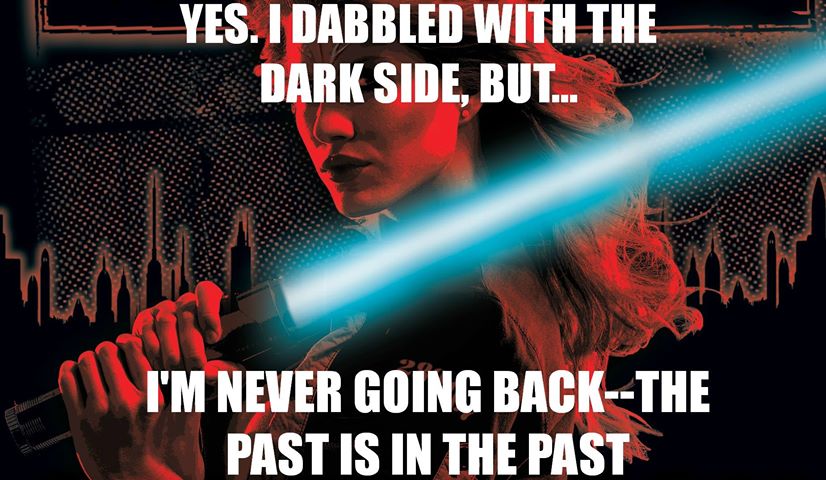 YES. I DABBLED WITH THE
DARK SIDE, BUT...
I'M NEVER GOING BACK--THE
PAST IS IN THE PAST